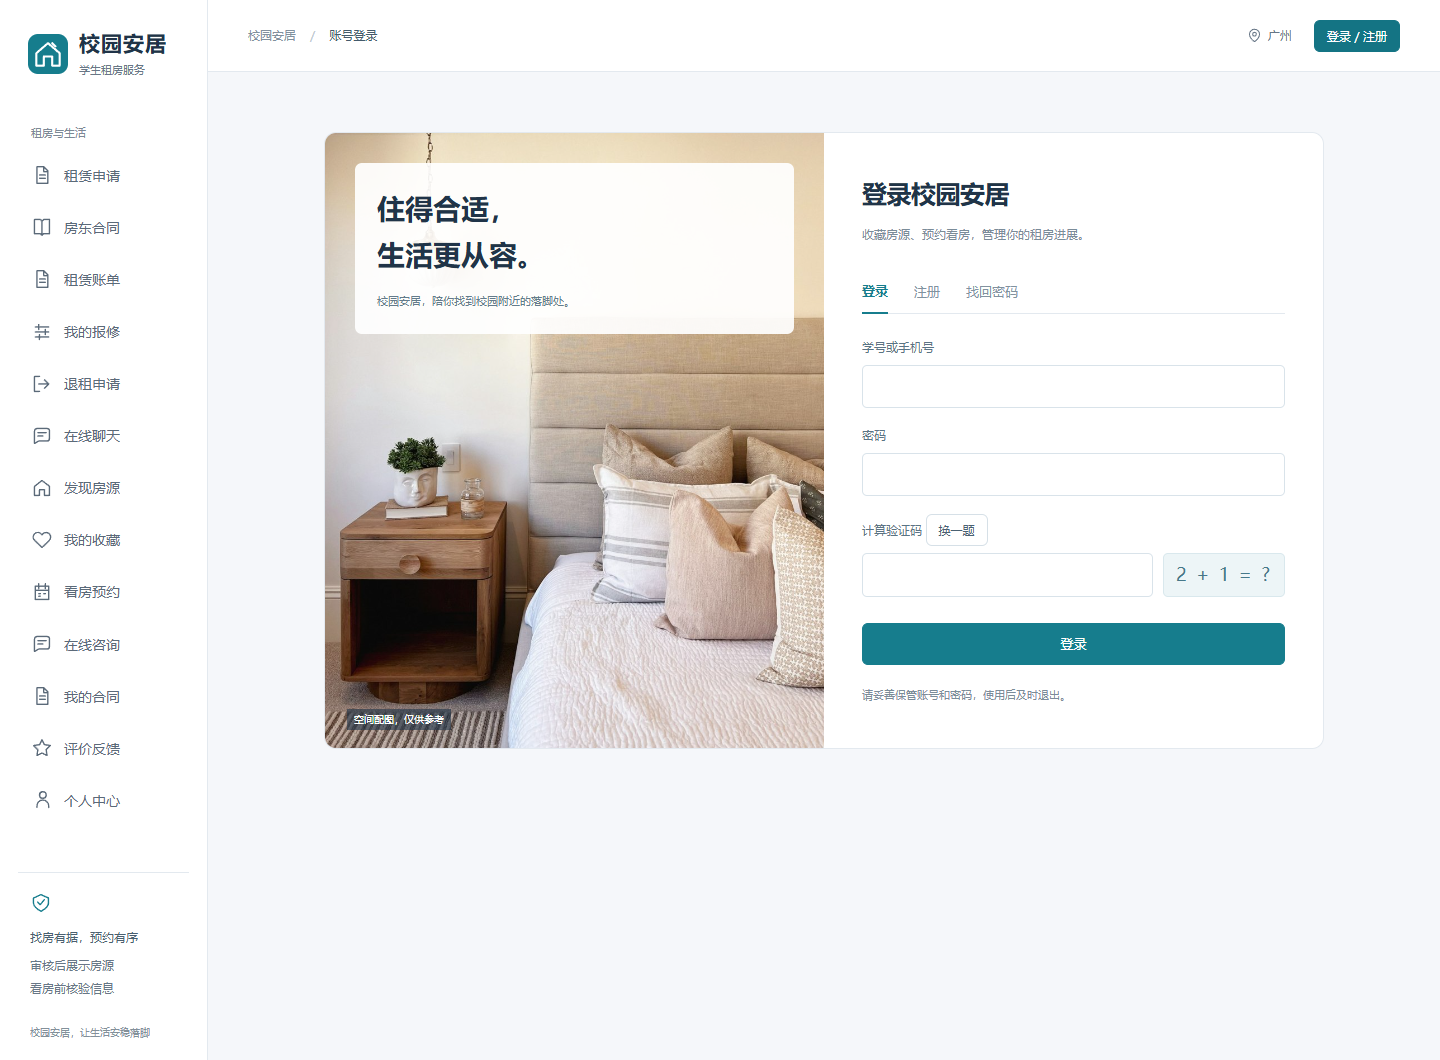 校园安居
学生租房服务
租房与生活
租赁申请
房东合同
租赁账单
我的报修
退租申请
在线聊天
发现房源
我的收藏
看房预约
在线咨询
我的合同
评价反馈
个人中心
找房有据，预约有序
审核后展示房源
看房前核验信息
校园安居，让生活安稳落脚
校园安居 / 账号登录
广州
登录 / 注册
住得合适，
生活更从容。
校园安居，陪你找到校园附近的落脚处。
空间配图，仅供参考
登录校园安居
收藏房源、预约看房，管理你的租房进展。
登录 注册 找回密码
学号或手机号
密码
计算验证码 换一题
2 + 1 = ?
登录
请妥善保管账号和密码，使用后及时退出。